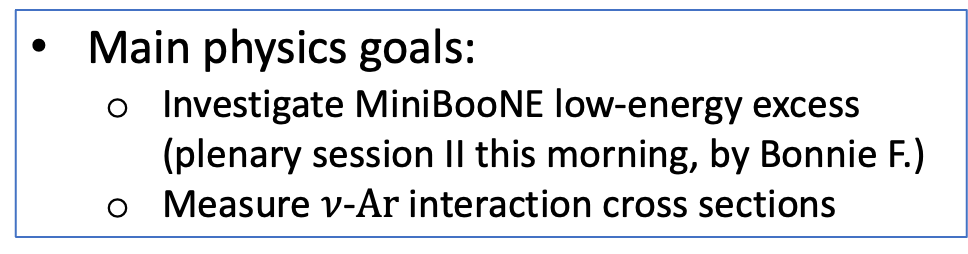 • Main physics goals:
o Investigate MiniBooNE low-energy excess
(plenary session II this morning, by Bonnie F.)
o Measure ν-Ar interaction cross sections